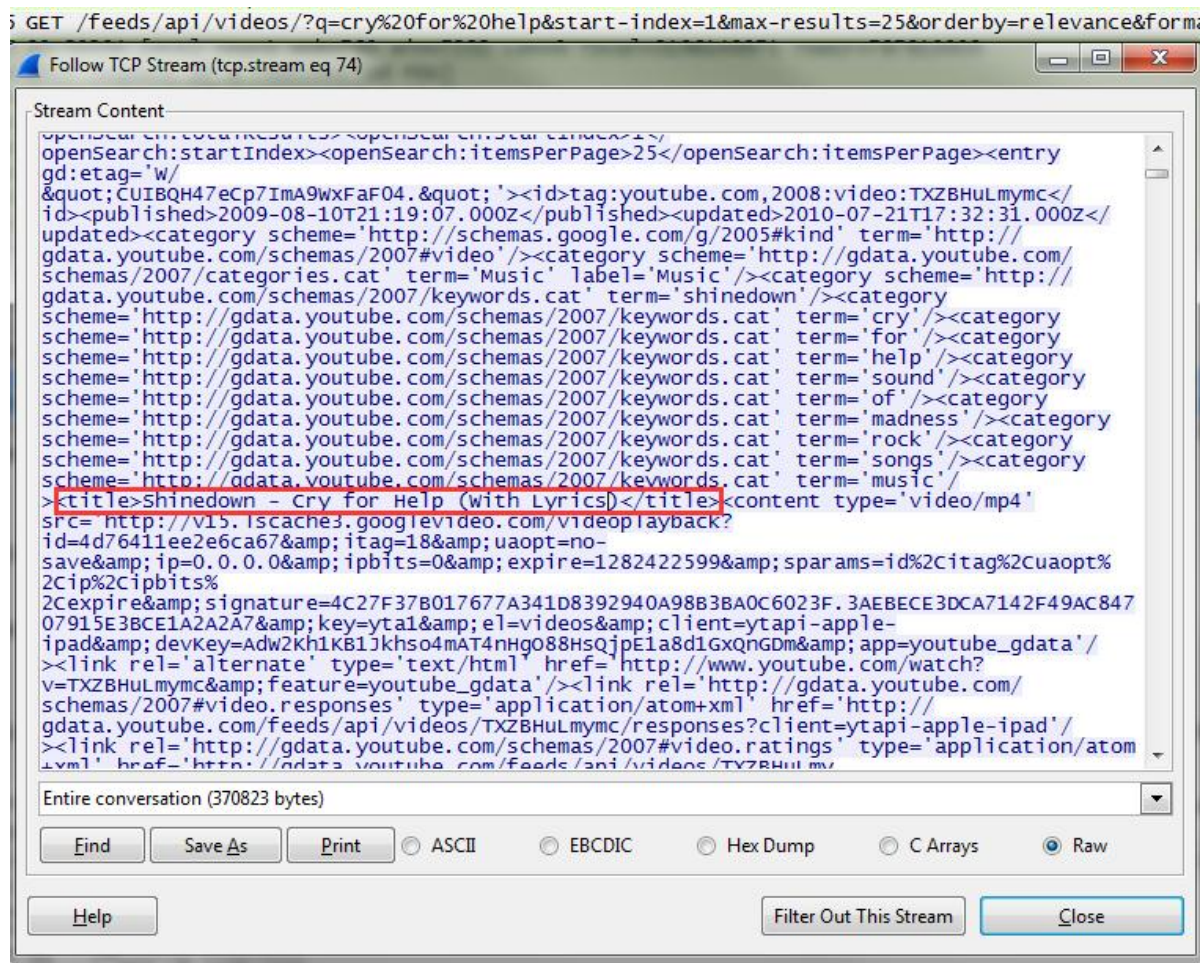 5 GET /feeds/api/videos/?q=cry%20for%20help&start-index=1&max-results=25&orderby=relevance&forma
Follow TCP Stream (tcp.stream eq 74)
Stream Content
openSearch:totalResults><openSearch:startIndex>1</
openSearch:startIndex><openSearch:itemsPerPage>25</openSearch:itemsPerPage><entry
gd:etag='W/
&quot;CUIBQH47eCp7ImA9WxFaF04.&quot;'><id>tag:youtube.com,2008:video:TXZBHuLmymc</
id><published>2009-08-10T21:19:07.000Z</published><updated>2010-07-21T17:32:31.000Z</
updated><category scheme='http://schemas.google.com/g/2005#kind' term='http://
gdata.youtube.com/schemas/2007#video'/><category scheme='http://gdata.youtube.com/
schemas/2007/categories.cat' term='Music' label='Music'/><category scheme='http://
gdata.youtube.com/schemas/2007/keywords.cat' term='shinedown'/><category
scheme='http://gdata.youtube.com/schemas/2007/keywords.cat' term='cry'/><category
scheme='http://gdata.youtube.com/schemas/2007/keywords.cat' term='for'/><category
scheme='http://gdata.youtube.com/schemas/2007/keywords.cat' term='help'/><category
scheme='http://gdata.youtube.com/schemas/2007/keywords.cat' term='sound'/><category
scheme='http://gdata.youtube.com/schemas/2007/keywords.cat' term='of'/><category
scheme='http://gdata.youtube.com/schemas/2007/keywords.cat' term='madness'/><category
scheme='http://gdata.youtube.com/schemas/2007/keywords.cat' term='rock'/><category
scheme='http://gdata.youtube.com/schemas/2007/keywords.cat' term='songs'/><category
scheme='http://gdata.youtube.com/schemas/2007/keywords.cat' term='music'/
><title>Shinedown - Cry for Help (With Lyrics)</title><content type='video/mp4'
src='http://v15.lscache3.googlevideo.com/videoplayback?
id=4d76411ee2e6ca67&amp;itag=18&amp;uaopt=no-
save&amp;ip=0.0.0.0&amp;ipbits=0&amp;expire=1282422599&amp;sparams=id%2Citag%2Cuaopt%
2Cip%2Cipbits%
2Cexpire&amp;signature=4C27F37B017677A341D8392940A98B3BA0C6023F.3AEBECE3DCA7142F49AC847
07915E3BCE1A2A2A7&amp;key=yta1&amp;el=videos&amp;client=ytapi-apple-
ipad&amp;devKey=AdW2Kh1KB1Jkhso4mAT4nHgO88HsQjpE1a8d1GxQnGDm&amp;app=youtube_gdata'/
><link rel='alternate' type='text/html' href='http://www.youtube.com/watch?
v=TXZBHuLmymc&amp;feature=youtube_gdata'/><link rel='http://gdata.youtube.com/
schemas/2007#video.responses' type='application/atom+xml' href='http://
gdata.youtube.com/feeds/api/videos/TXZBHuLmymc/responses?client=ytapi-apple-ipad'/
><link rel='http://gdata.youtube.com/schemas/2007#video.ratings' type='application/atom
+xml' href='http://gdata.youtube.com/feeds/api/videos/TXZBHuLmy
Entire conversation (370823 bytes)
Find Save As Print ASCII EBCDIC Hex Dump C Arrays Raw
Help Filter Out This Stream Close